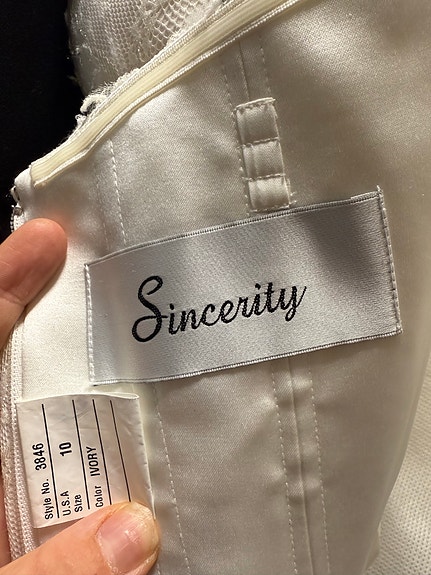 Sincerity
Style No. 3846
U.S.A
Size 10
Color IVORY